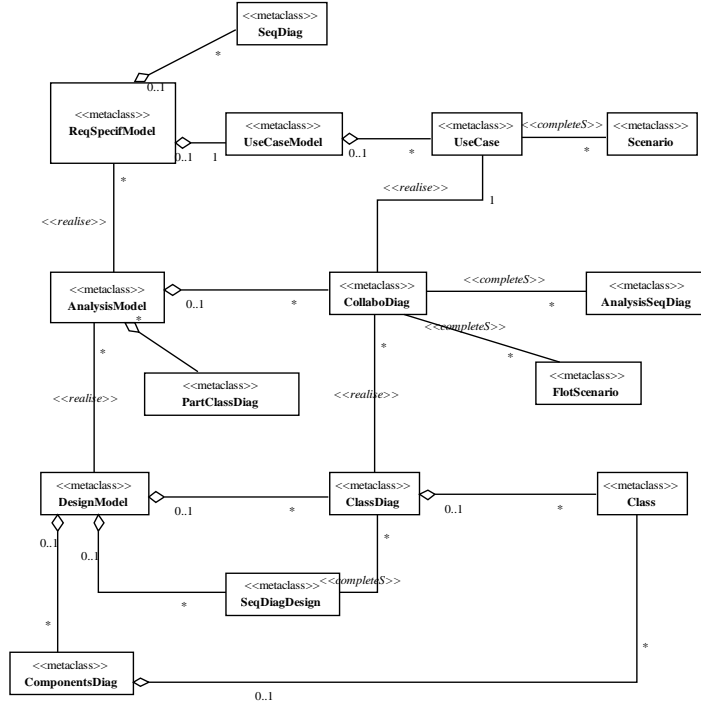 <<metaclass>>
SeqDiag
*
0..1
<<metaclass>>
ReqSpecifModel
<<metaclass>>
UseCaseModel
<<metaclass>>
UseCase
<<completeS>>
<<metaclass>>
Scenario
0..1
1
0..1
*
*
*
<<realise>>
1
<<realise>>
<<metaclass>>
AnalysisModel
<<metaclass>>
CollaboDiag
<<completeS>>
<<metaclass>>
AnalysisSeqDiag
0..1
*
*
*
<<completeS>>
*
*
*
<<metaclass>>
PartClassDiag
<<metaclass>>
FlotScenario
<<realise>>
<<realise>>
<<metaclass>>
DesignModel
<<metaclass>>
ClassDiag
<<metaclass>>
Class
0..1
*
0..1
*
0..1
0..1
*
<<metaclass>>
SeqDiagDesign
<<completeS>>
*
*
*
<<metaclass>>
ComponentsDiag
0..1